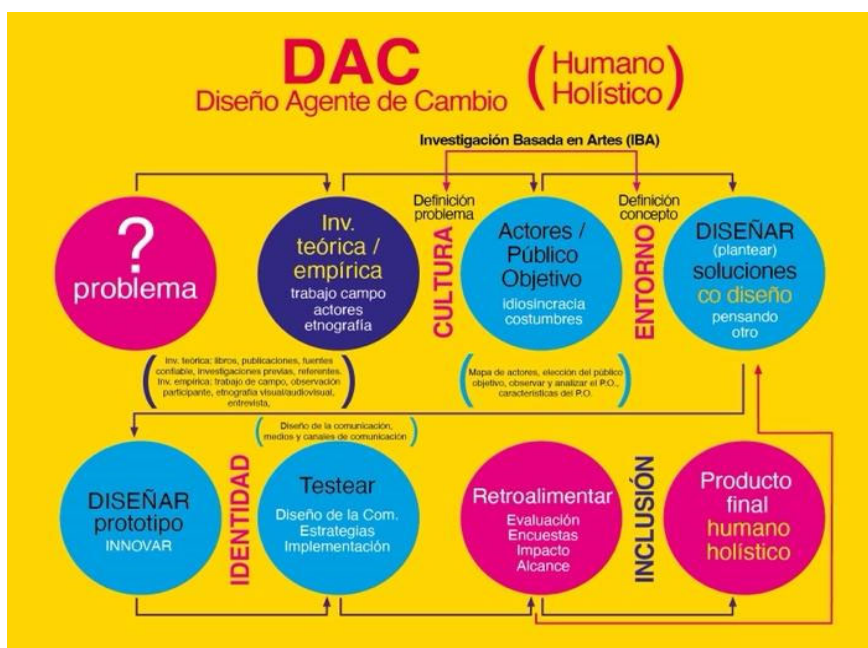 DAC
Diseño Agente de Cambio
(Humano
Holístico)
Investigación Basada en Artes (IBA)
?
problema
Inv.
teórica /
empírica
trabajo campo
actores
etnografía
(Inv. teórica: libros, publicaciones, fuentes
confiable, investigaciones previas, referentes.
Inv. empírica: trabajo de campo, observación
participante, etnografía visual/audiovisual,
entrevista,)
Definición
problema
CULTURA
Actores /
Público
Objetivo
idiosincracia
costumbres
(Mapa de actores, elección del público
objetivo, observar y analizar el P.O.,
características del P.O.)
Definición
concepto
ENTORNO
DISEÑAR
(plantear)
soluciones
co diseño
pensando
otro
DISEÑAR
prototipo
INNOVAR
IDENTIDAD
(Diseño de la comunicación,
medios y canales de comunicación)
Testear
Diseño de la Com.
Estrategias
Implementación
Retroalimentar
Evaluación
Encuestas
Impacto
Alcance
INCLUSIÓN
Producto
final
humano
holístico